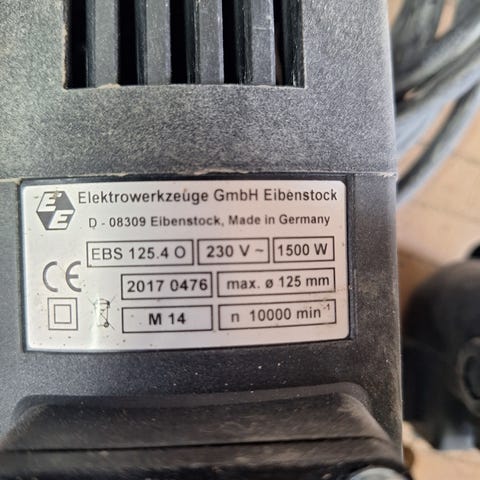 EE
Elektrowerkzeuge GmbH Eibenstock
D - 08309 Eibenstock, Made in Germany
EBS 125.4 O 230 V ~ 1500 W
CE 2017 0476 max. ø 125 mm
M 14 n 10000 min⁻¹